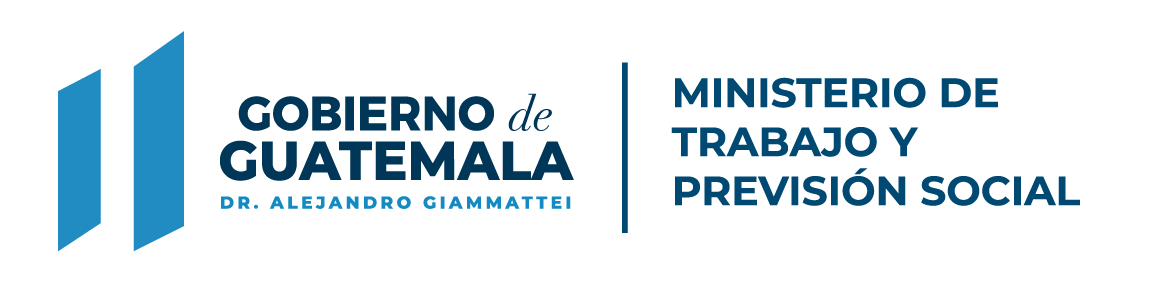 GOBIERNO de
GUATEMALA
DR. ALEJANDRO GIAMMATTEI
MINISTERIO DE
TRABAJO Y
PREVISIÓN SOCIAL